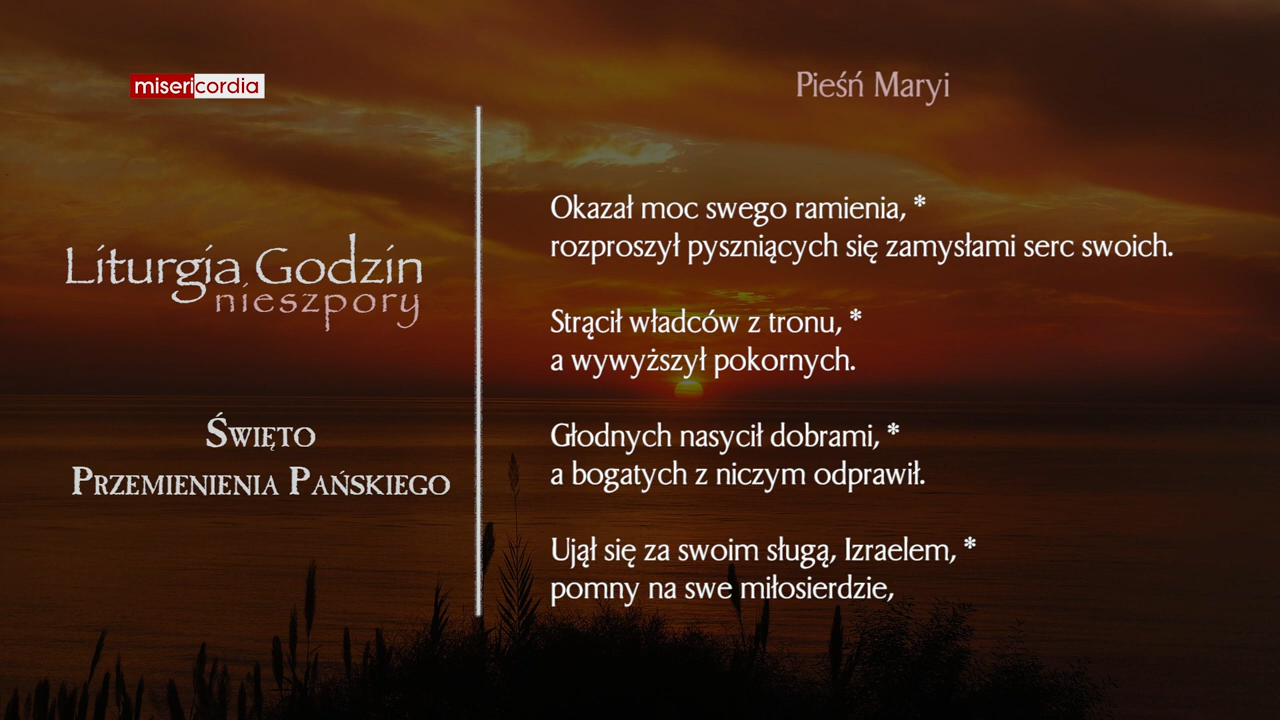 misericordia
Pieśń Maryi
Liturgia Godzin
nieszpory
Święto
Przemienienia Pańskiego
Okazał moc swego ramienia, *
rozproszył pyszniących się zamysłami serc swoich.
Strącił władców z tronu, *
a wywyższył pokornych.
Głodnych nasycił dobrami, *
a bogatych z niczym odprawił.
Ujął się za swoim sługą, Izraelem, *
pomny na swe miłosierdzie,